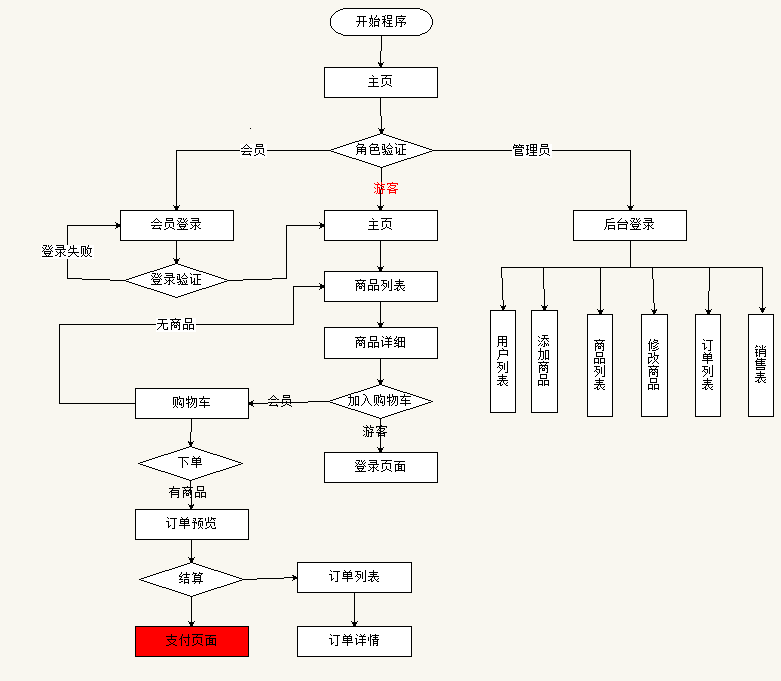 开始程序
主页
会员
角色验证
管理员
游客
会员登录
主页
后台登录
登录失败
登录验证
商品列表
无商品
商品详细
用户列表
添加商品
商品列表
修改商品
订单列表
销售表
购物车
会员
加入购物车
游客
下单
登录页面
有商品
订单预览
结算
订单列表
支付页面
订单详情